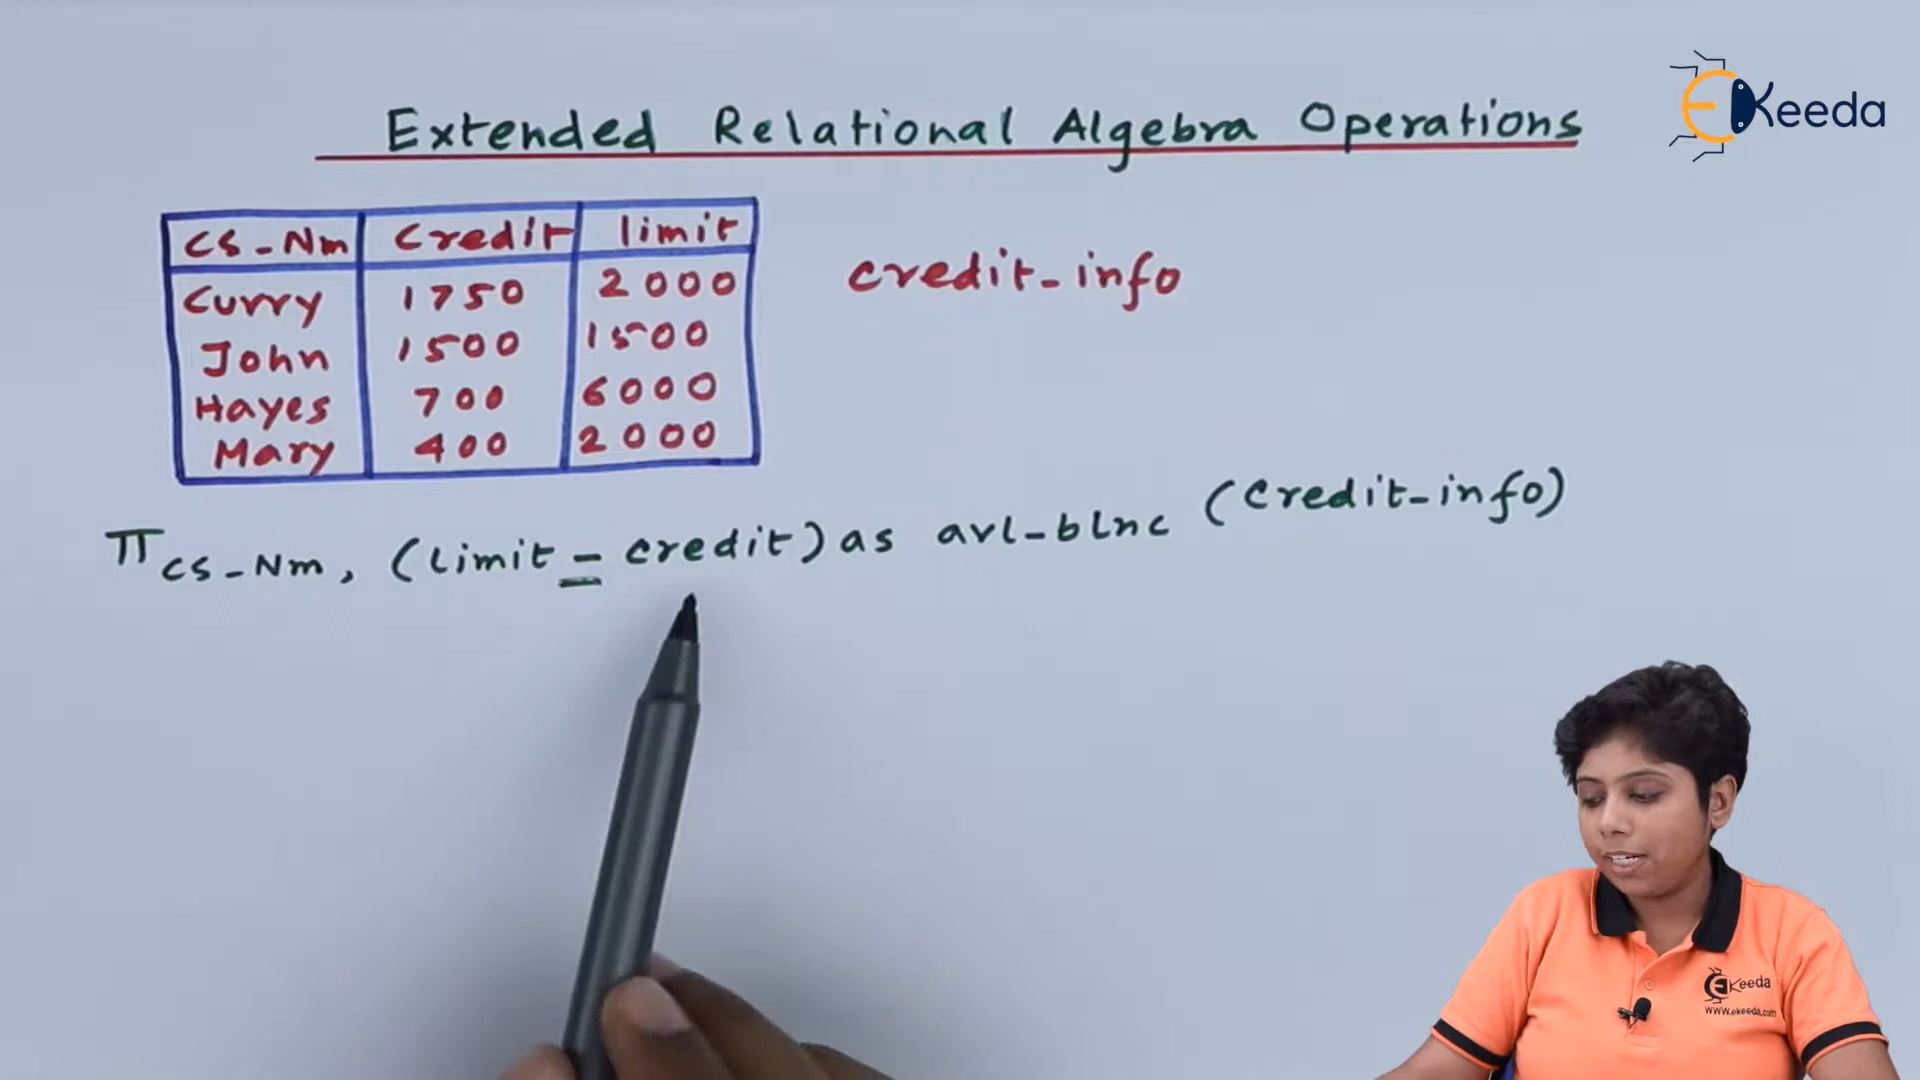 Extended Relational Algebra Operations
EKeeda
CS_Nm Credit limit
Curry 1750 2000
John 1500 1500
Hayes 700 6000
Mary 400 2000
credit_info
π CS_Nm, (limit - credit) as avl_blnc (credit_info)
EKeeda
www.ekeeda.com